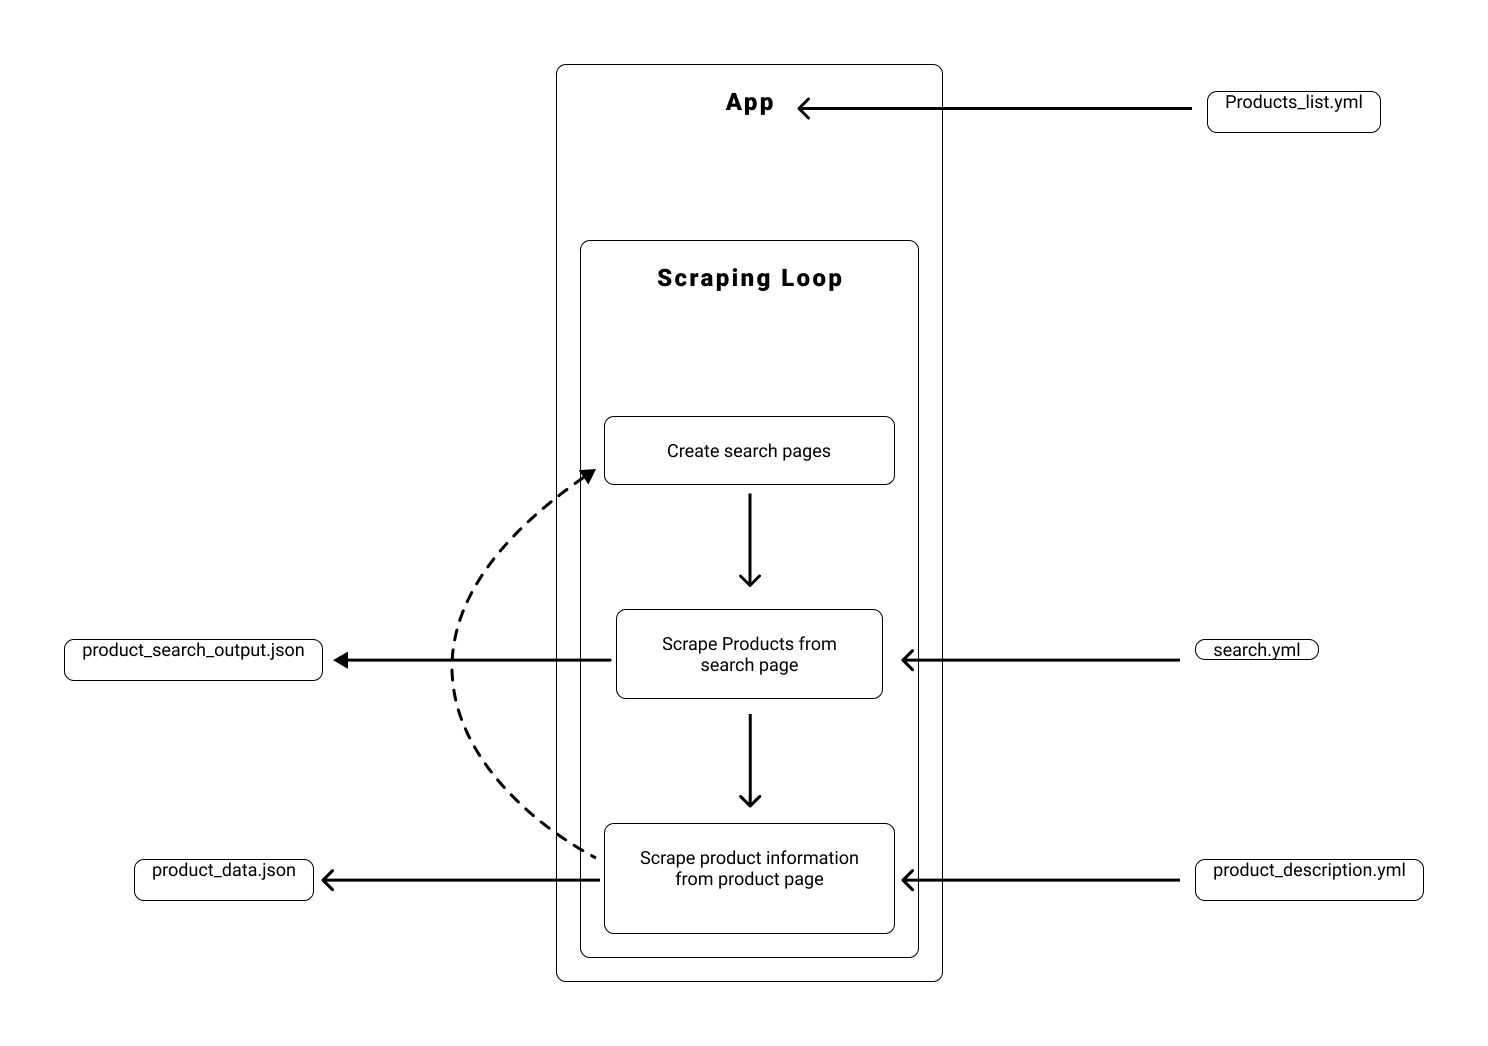 App
Products_list.yml
Scraping Loop
Create search pages
Scrape Products from
search page
product_search_output.json
search.yml
Scrape product information
from product page
product_data.json
product_description.yml